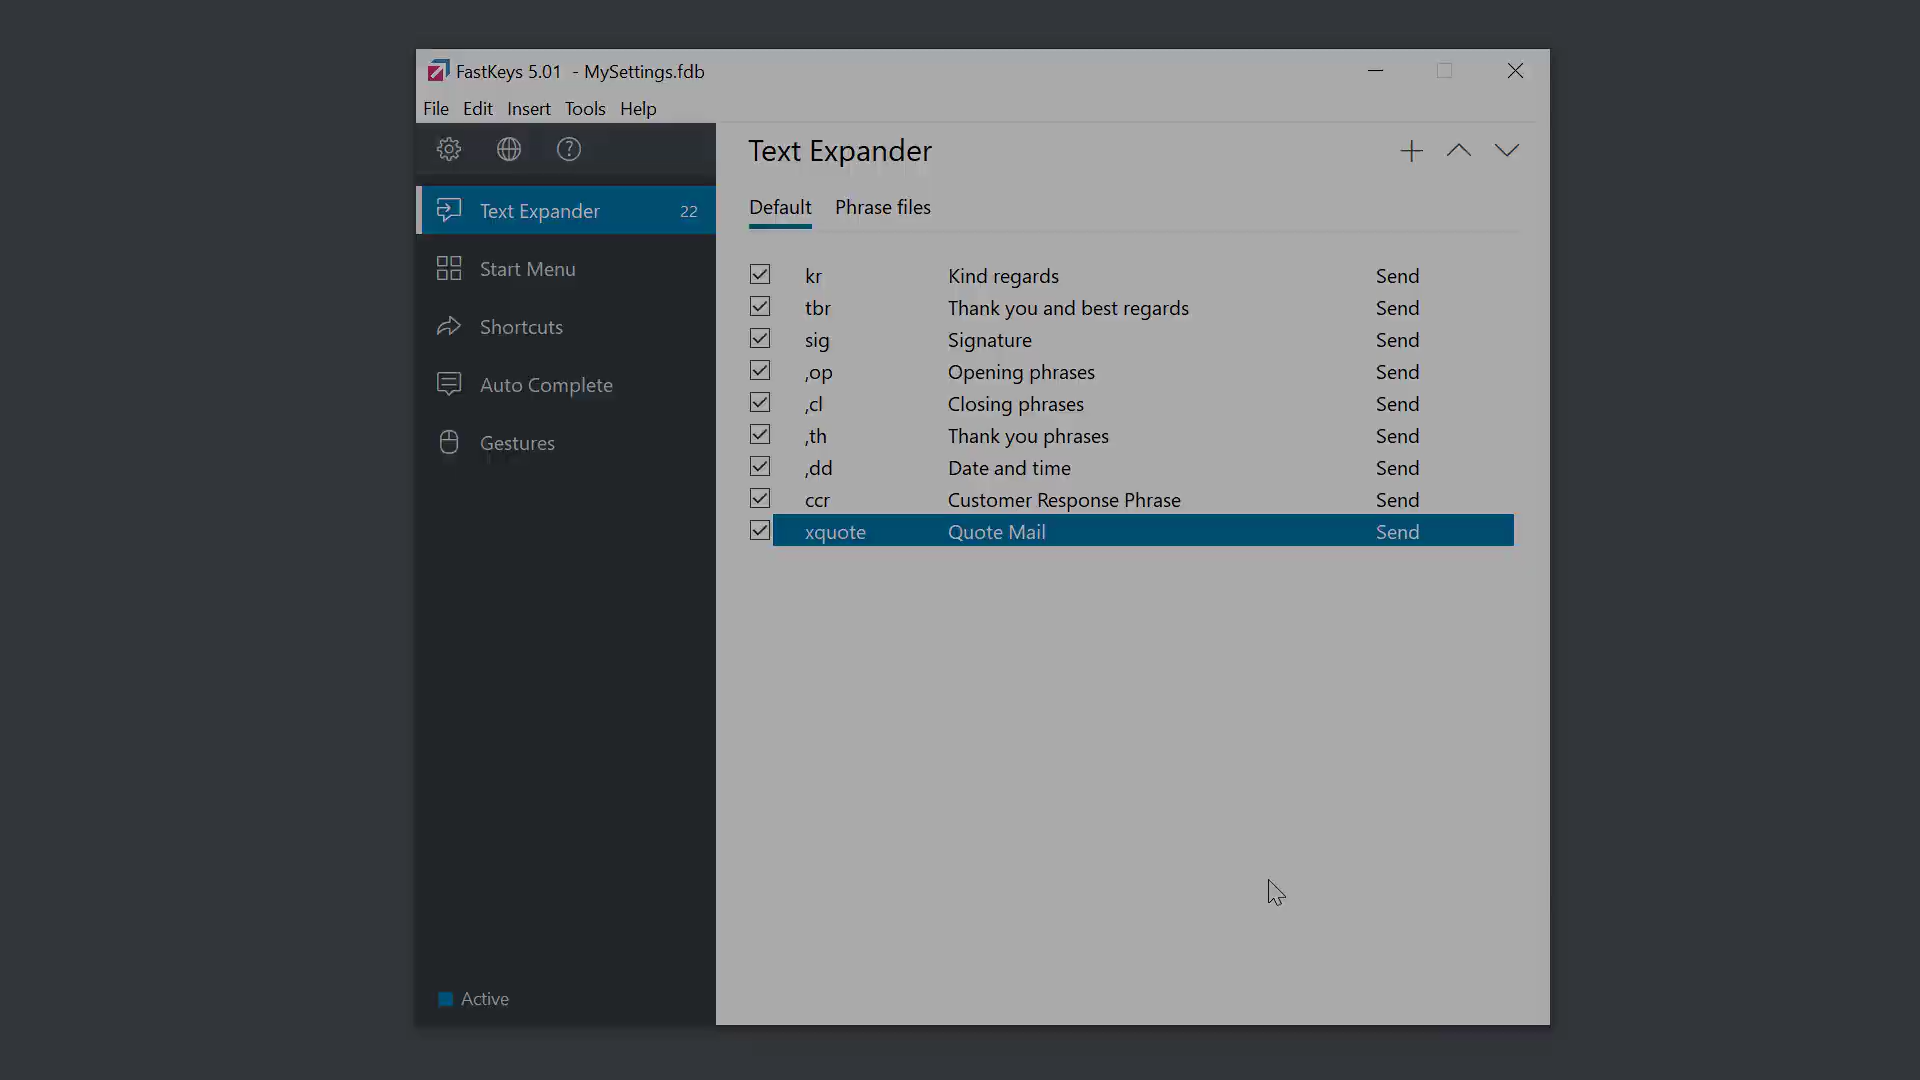 FastKeys 5.01 - MySettings.fdb
File Edit Insert Tools Help
Text Expander 22
Start Menu
Shortcuts
Auto Complete
Gestures
Active
Text Expander
Default Phrase files
kr Kind regards Send
tbr Thank you and best regards Send
sig Signature Send
,op Opening phrases Send
,cl Closing phrases Send
,th Thank you phrases Send
,dd Date and time Send
ccr Customer Response Phrase Send
xquote Quote Mail Send